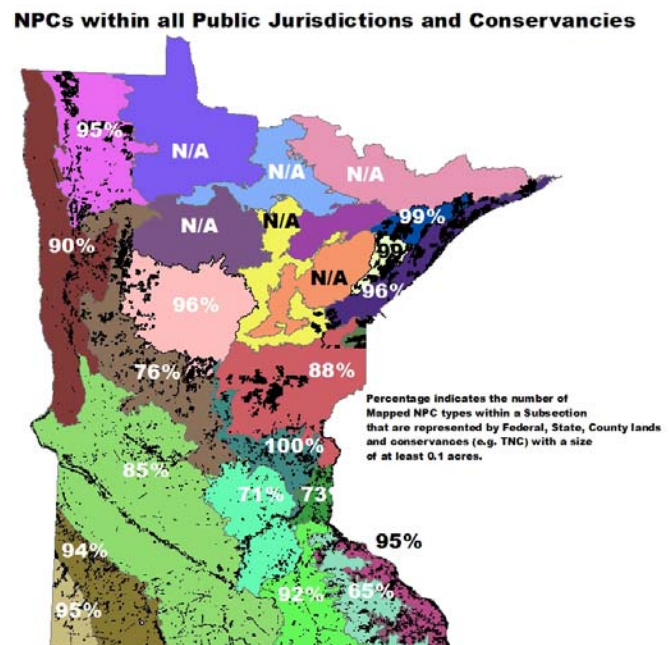 NPCs within all Public Jurisdictions and Conservancies
95%
N/A
N/A
N/A
N/A
N/A
99%
99
90%
N/A
96%
96%
76%
88%
Percentage indicates the number of
Mapped NPC types within a Subsection
that are represented by Federal, State, County lands
and conservances (e.g. TNC) with a size
of at least 0.1 acres.
100%
85%
71%
73
95%
94%
65%
92%
95%